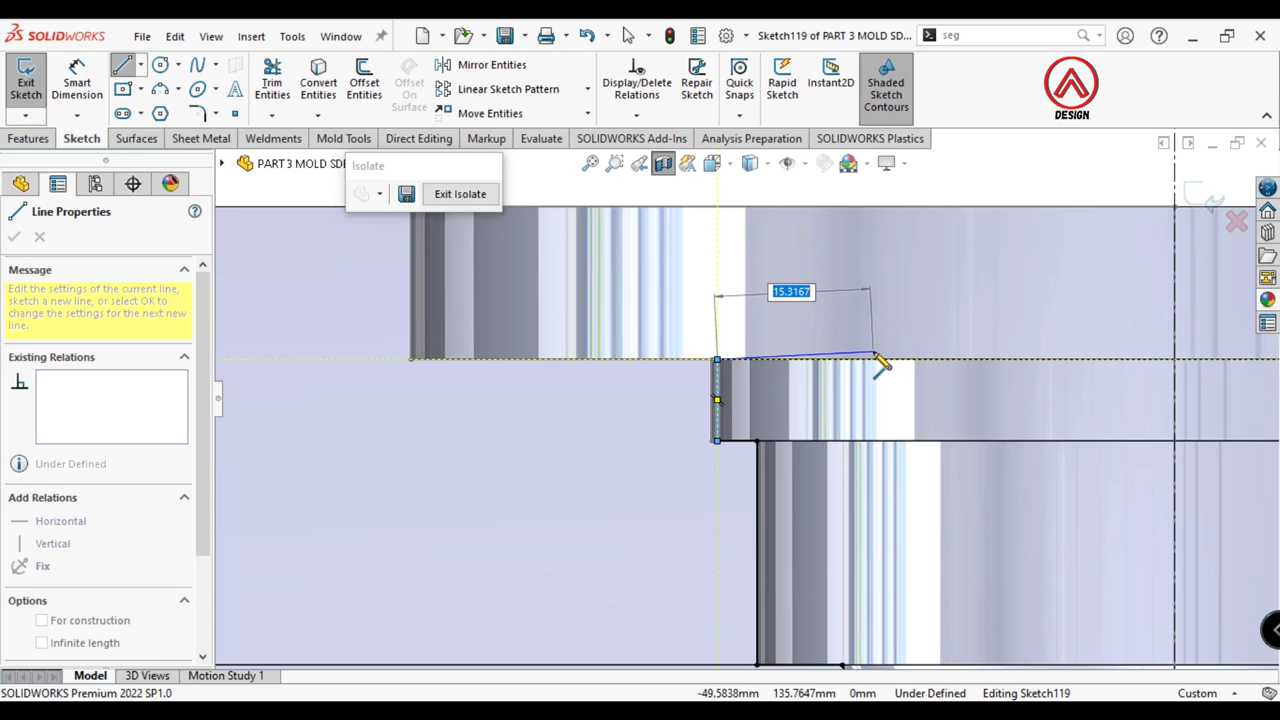 SOLIDWORKS File Edit View Insert Tools Window Sketch119 of PART 3 MOLD SD... seg
Exit Sketch
Smart Dimension
Trim Entities
Convert Entities
Offset Entities
Offset On Surface
Mirror Entities
Linear Sketch Pattern
Move Entities
Display/Delete Relations
Repair Sketch
Quick Snaps
Rapid Sketch
Instant2D
Shaded Sketch Contours
DESIGN
Features Sketch Surfaces Sheet Metal Weldments Mold Tools Direct Editing Markup Evaluate SOLIDWORKS Add-Ins Analysis Preparation SOLIDWORKS Plastics
PART 3 MOLD SD
Isolate
Exit Isolate
Line Properties
Message
Edit the settings of the current line,
sketch a new line, or select OK to
change the settings for the next new
line.
Existing Relations
Under Defined
Add Relations
Horizontal
Vertical
Fix
Options
For construction
Infinite length
15.3167
Model 3D Views Motion Study 1
SOLIDWORKS Premium 2022 SP1.0 -49.5838mm 135.7647mm 0mm Under Defined Editing Sketch119 Custom